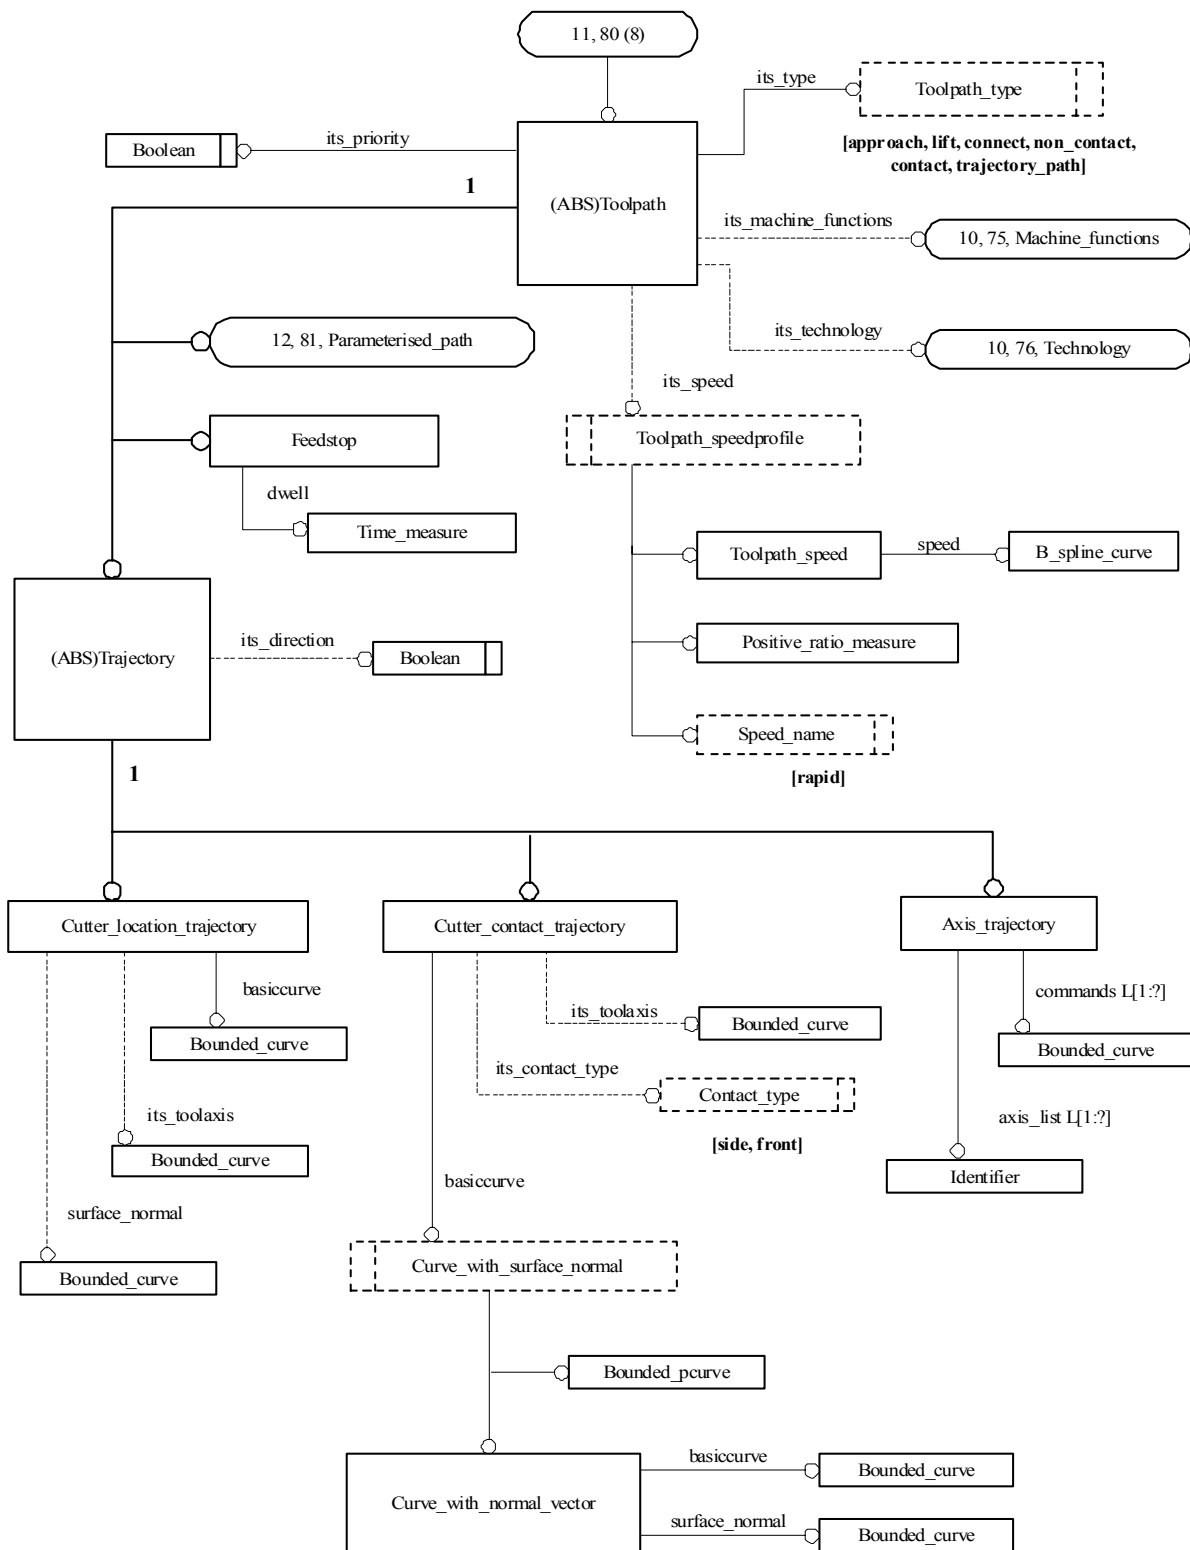 11, 80 (8)
its_type
Toolpath_type
[approach, lift, connect, non_contact,
contact, trajectory_path]
its_priority
Boolean
1
(ABS)Toolpath
its_machine_functions
10, 75, Machine_functions
its_technology
10, 76, Technology
12, 81, Parameterised_path
its_speed
Feedstop
Toolpath_speedprofile
dwell
Time_measure
Toolpath_speed
speed
B_spline_curve
(ABS)Trajectory
its_direction
Boolean
Positive_ratio_measure
Speed_name
[rapid]
1
Cutter_location_trajectory
Cutter_contact_trajectory
Axis_trajectory
basiccurve
Bounded_curve
its_toolaxis
Bounded_curve
commands L[1:?]
Bounded_curve
its_contact_type
Contact_type
[side, front]
its_toolaxis
Bounded_curve
axis_list L[1:?]
Identifier
basiccurve
surface_normal
Bounded_curve
Curve_with_surface_normal
Bounded_pcurve
Curve_with_normal_vector
basiccurve
Bounded_curve
surface_normal
Bounded_curve